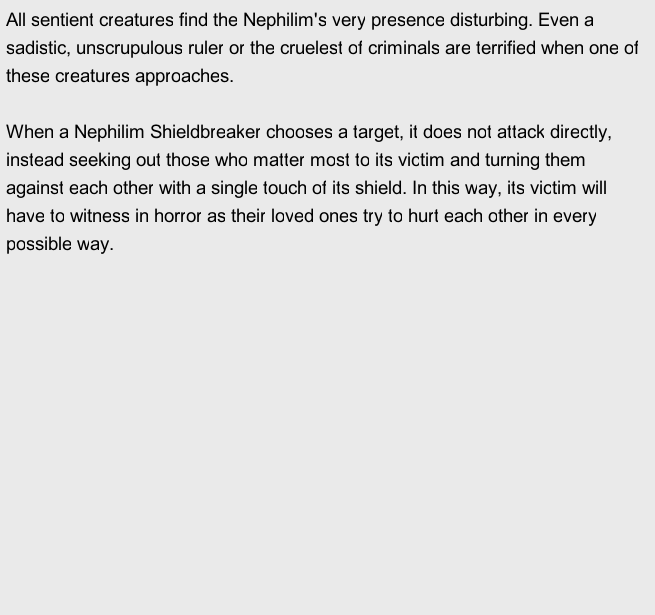 All sentient creatures find the Nephilim's very presence disturbing. Even a
sadistic, unscrupulous ruler or the cruelest of criminals are terrified when one of
these creatures approaches.
When a Nephilim Shieldbreaker chooses a target, it does not attack directly,
instead seeking out those who matter most to its victim and turning them
against each other with a single touch of its shield. In this way, its victim will
have to witness in horror as their loved ones try to hurt each other in every
possible way.